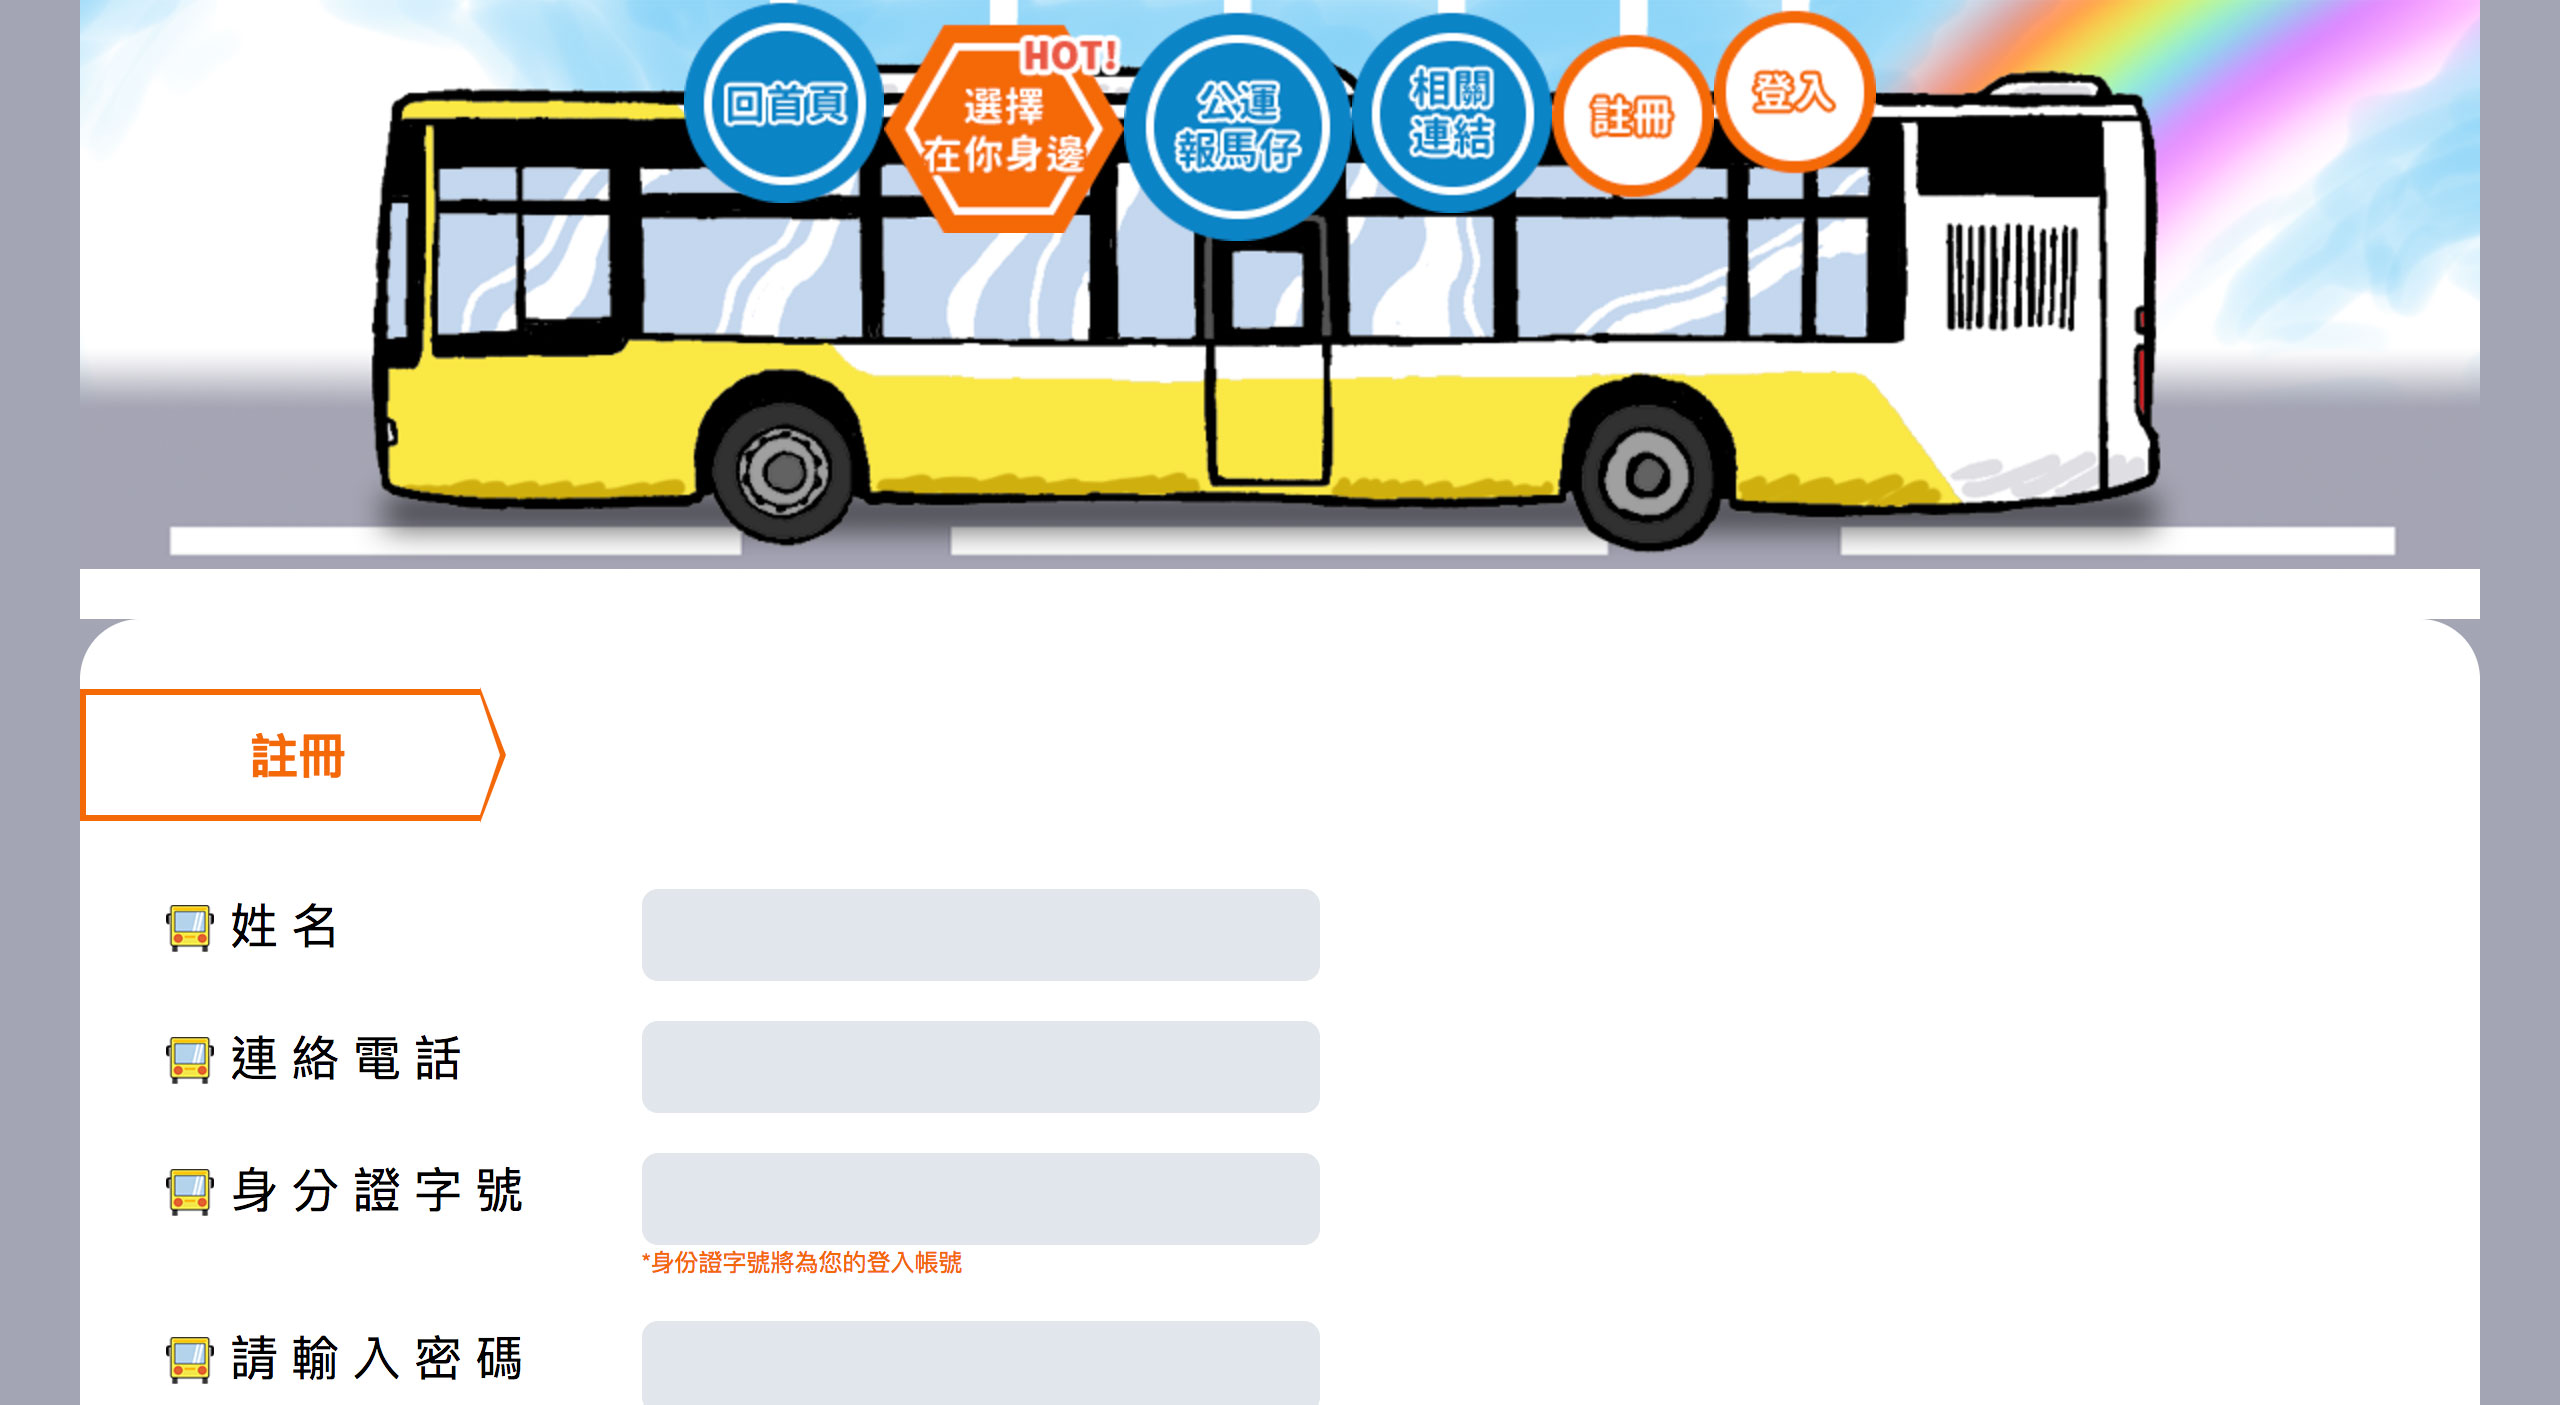 回首頁
HOT!
選擇
在你身邊
公運
報馬仔
相關
連結
註冊
登入
註冊
姓名
連絡電話
身分證字號
*身份證字號將為您的登入帳號
請輸入密碼